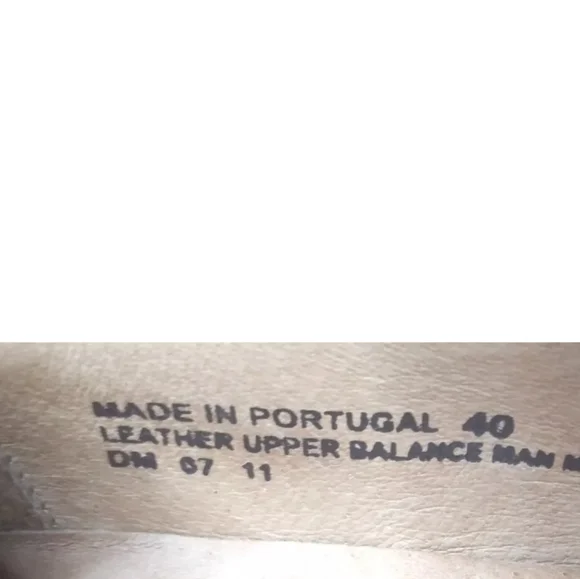 MADE IN PORTUGAL 40
LEATHER UPPER BALANCE MAN M
DM 07 11